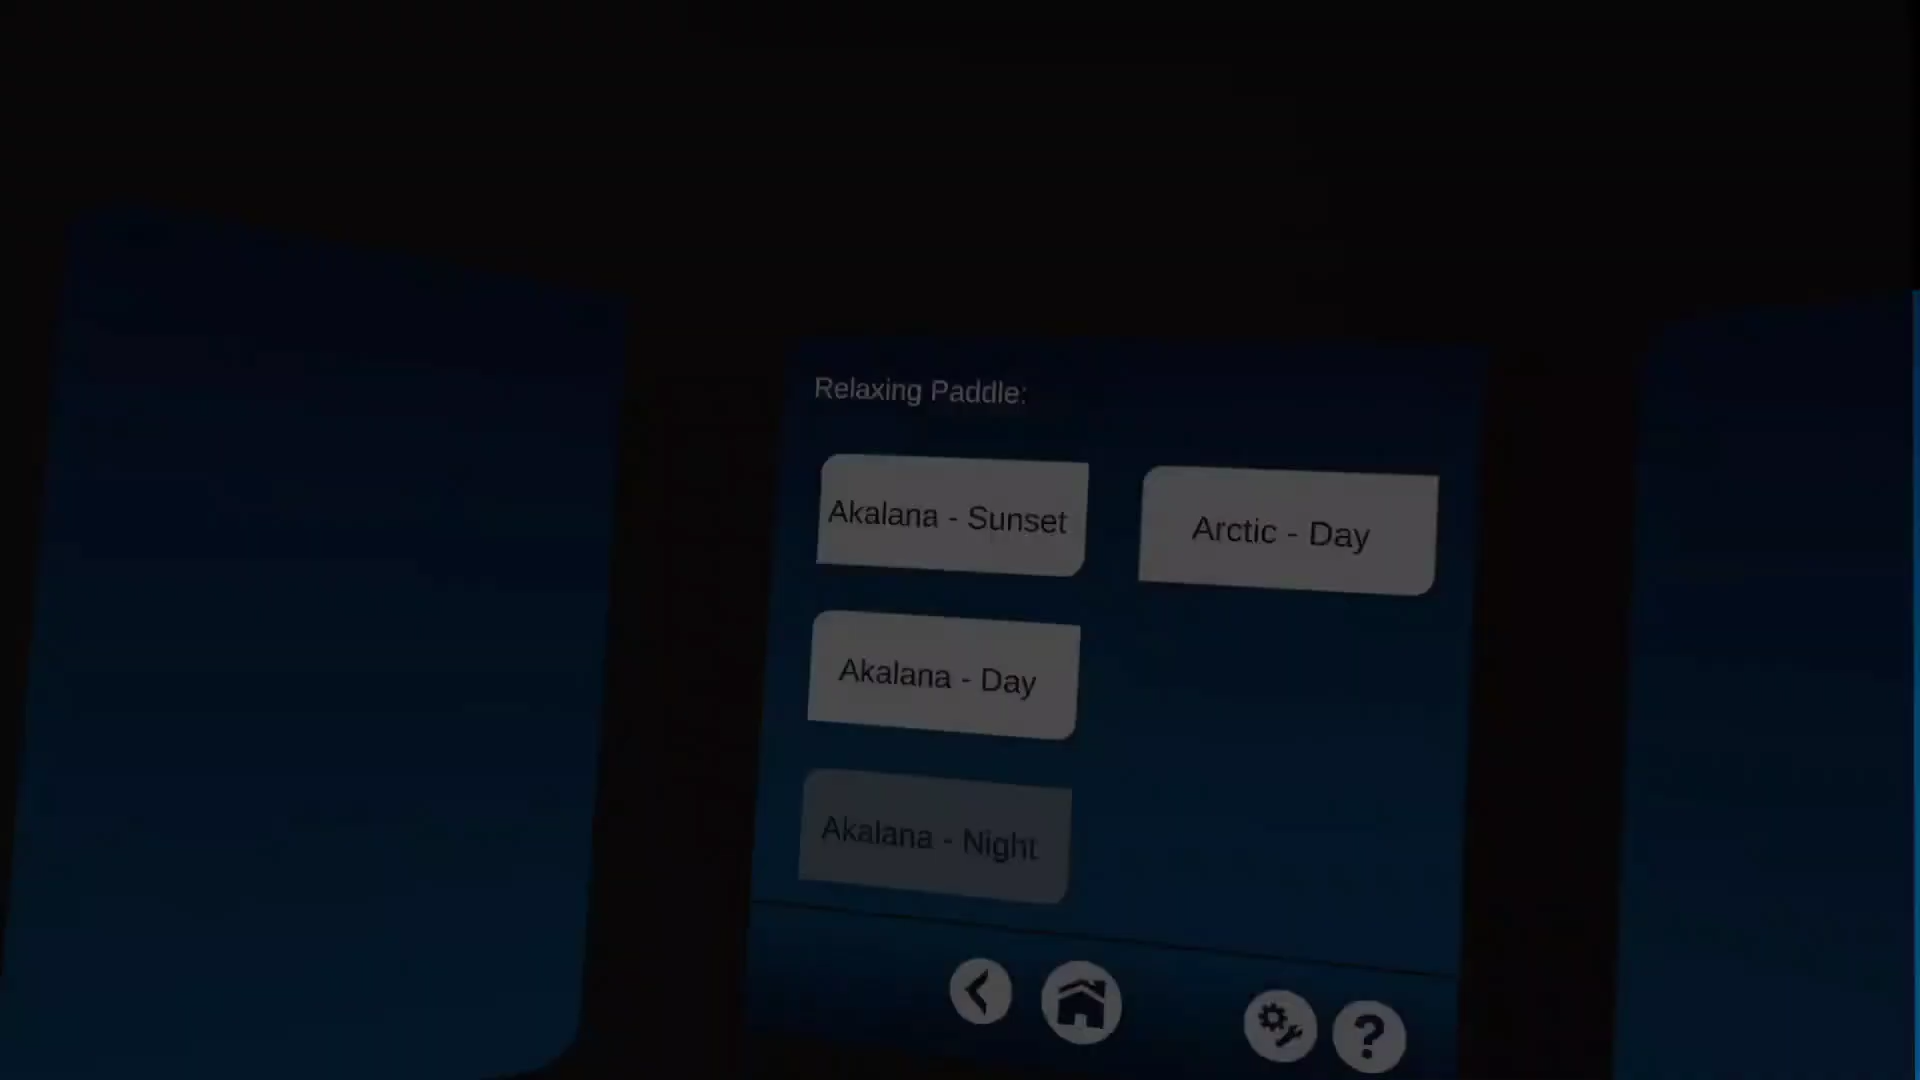 Relaxing Paddle:
Akalana - Sunset
Arctic - Day
Akalana - Day
Akalana - Night
?